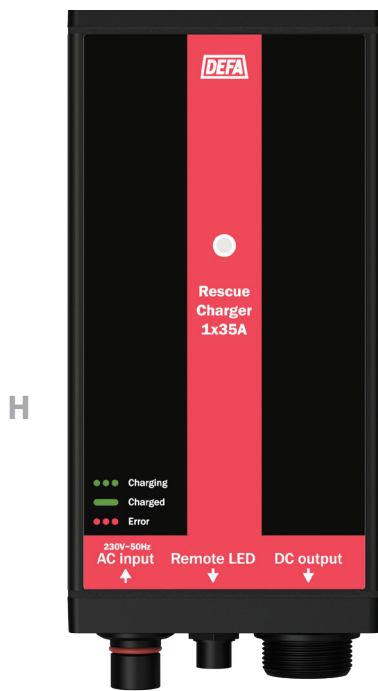 DEFA
Rescue
Charger
1x35A
H
Charging
Charged
Error
230V~50Hz
AC input
Remote LED
DC output